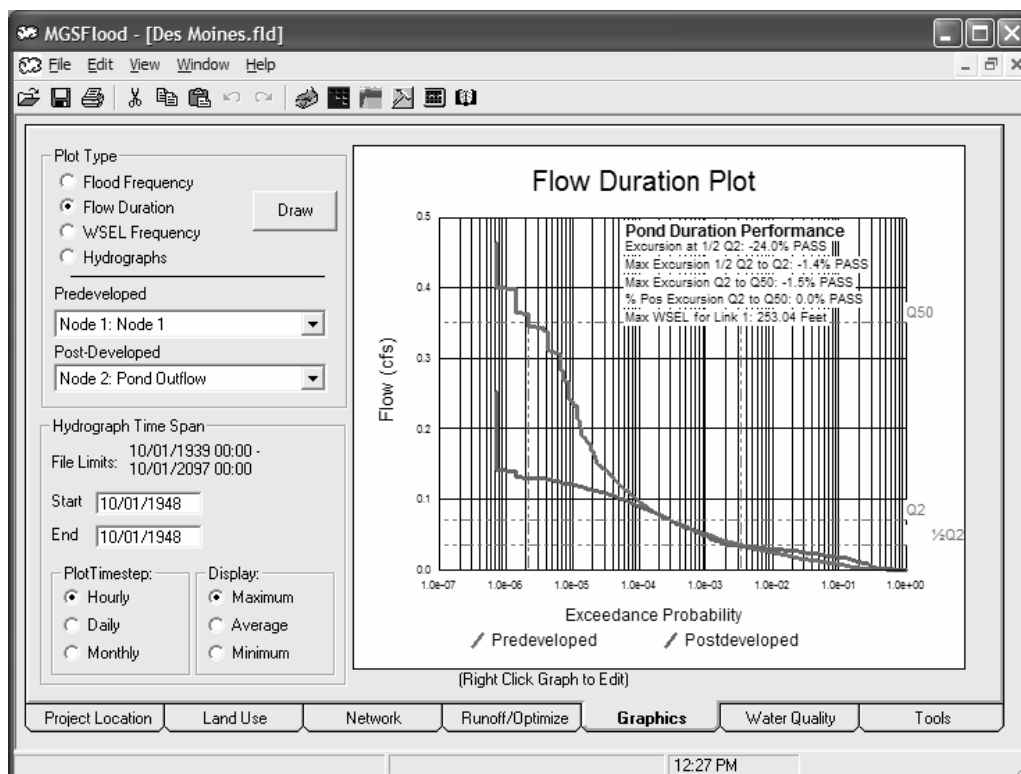 MGSFlood - [Des Moines.fld]
File Edit View Window Help
Plot Type
Flood Frequency
Flow Duration
WSEL Frequency
Hydrographs
Draw
Predeveloped
Node 1: Node 1
Post-Developed
Node 2: Pond Outflow
Hydrograph Time Span
File Limits: 10/01/1939 00:00 -
10/01/2097 00:00
Start 10/01/1948
End 10/01/1948
PlotTimestep:
Hourly
Daily
Monthly
Display:
Maximum
Average
Minimum
Flow Duration Plot
Pond Duration Performance
Excursion at 1/2 Q2: -24.0% PASS
Max Excursion 1/2 Q2 to Q2: -1.4% PASS
Max Excursion Q2 to Q50: -1.5% PASS
% Pos Excursion Q2 to Q50: 0.0% PASS
Max WSEL for Link 1: 253.04 Feet
Flow (cfs)
0.5
0.4
0.3
0.2
0.1
0.0
Q50
Q2
½Q2
1.0e-07 1.0e-06 1.0e-05 1.0e-04 1.0e-03 1.0e-02 1.0e-01 1.0e+00
Exceedance Probability
Predeveloped Postdeveloped
(Right Click Graph to Edit)
Project Location Land Use Network Runoff/Optimize Graphics Water Quality Tools
12:27 PM